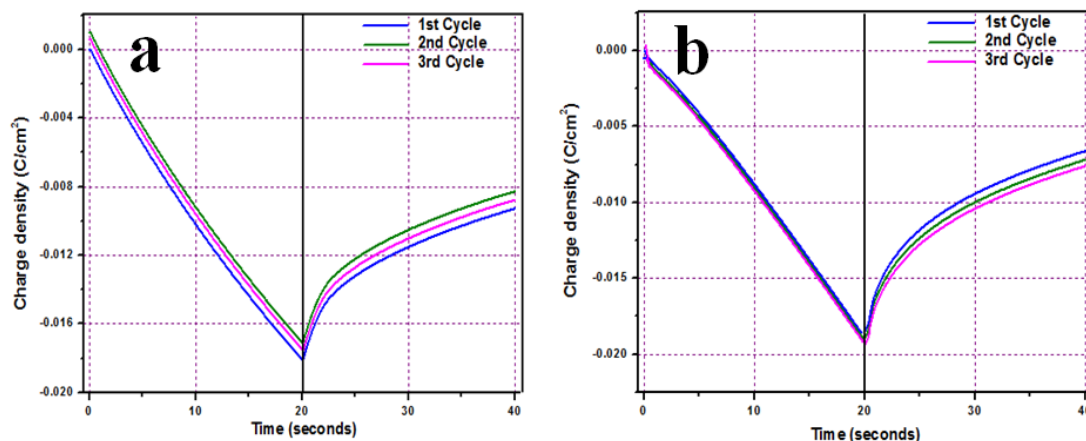 a
1st Cycle
2nd Cycle
3rd Cycle
0.000
-0.004
-0.008
-0.012
-0.016
-0.020
Charge density (C/cm²)
0
10
20
30
40
Time (seconds)
b
1st Cycle
2nd Cycle
3rd Cycle
0.000
-0.005
-0.010
-0.015
-0.020
Charge density (C/cm²)
0
10
20
30
40
Time (seconds)